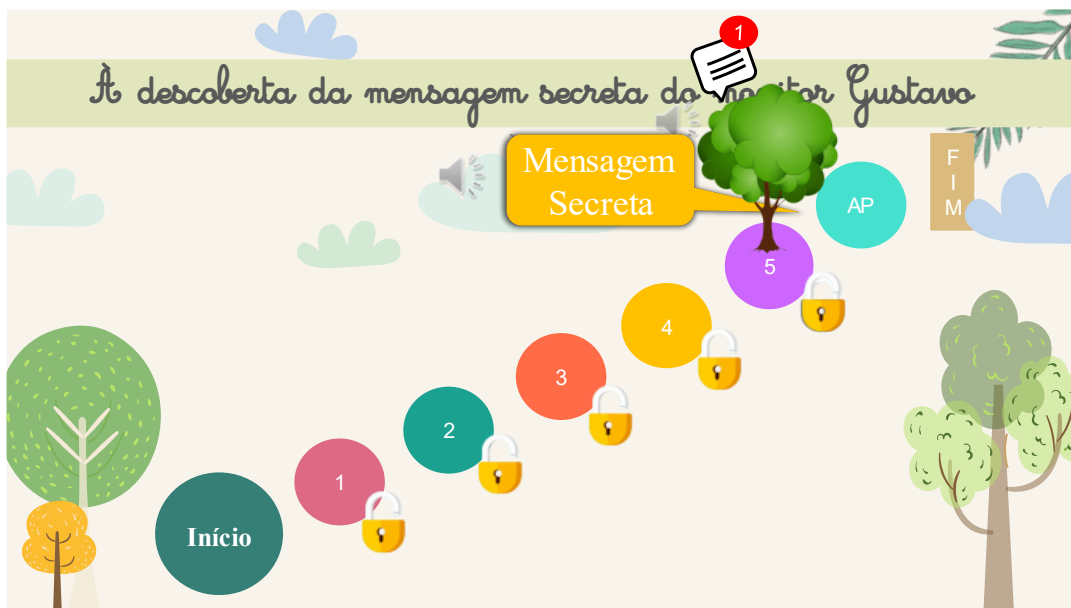 1
À descoberta da mensagem secreta do Gustavo
Mensagem
Secreta
F
I
M
AP
5
4
3
2
1
Início